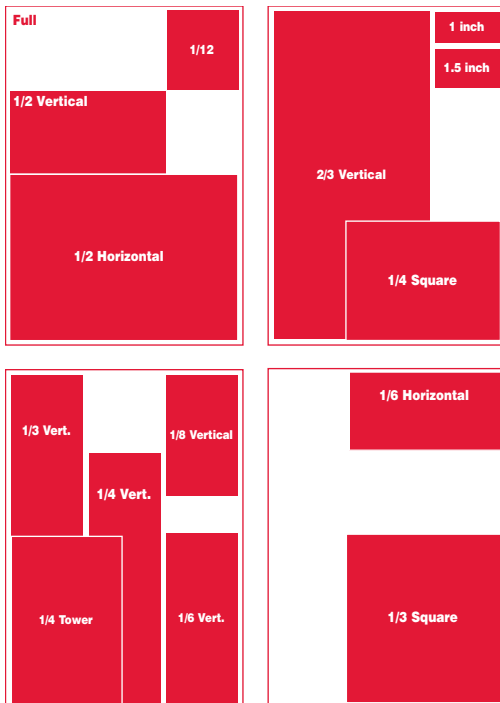 Full
1/12
1/2 Vertical
1/2 Horizontal
1 inch
1.5 inch
2/3 Vertical
1/4 Square
1/3 Vert.
1/8 Vertical
1/4 Vert.
1/4 Tower
1/6 Vert.
1/6 Horizontal
1/3 Square